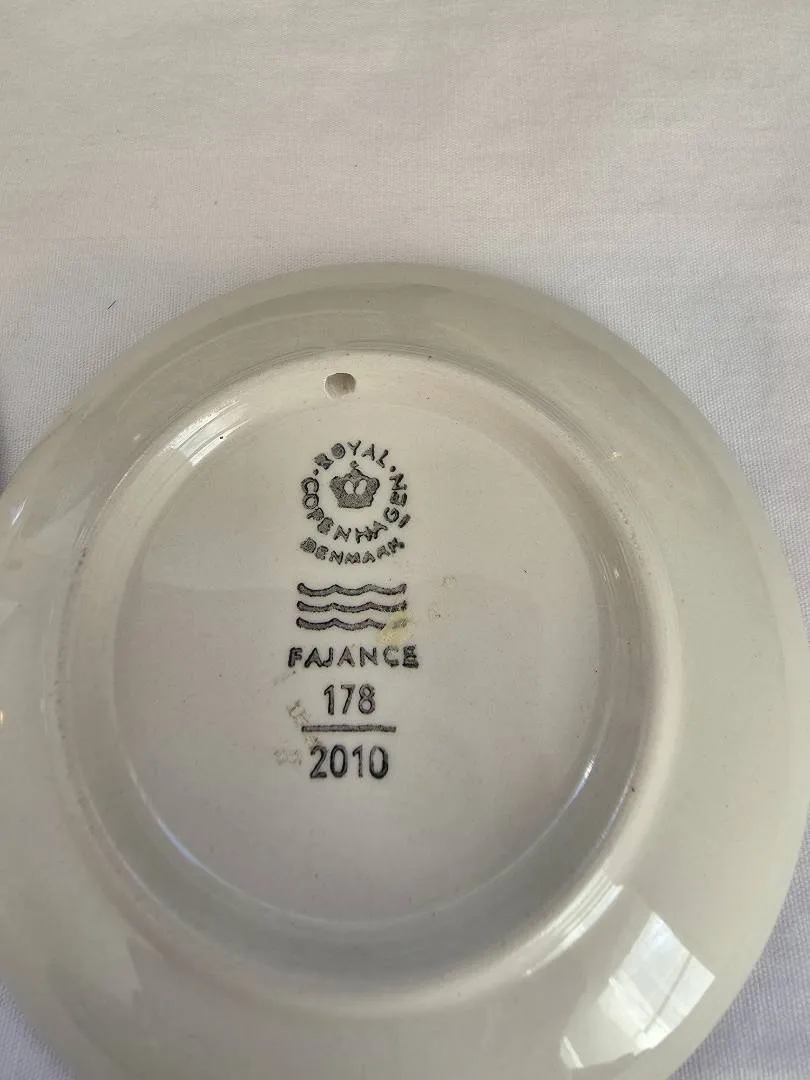 ROYAL
COPENHAGEN
DENMARK
FAJANCE
178
2010